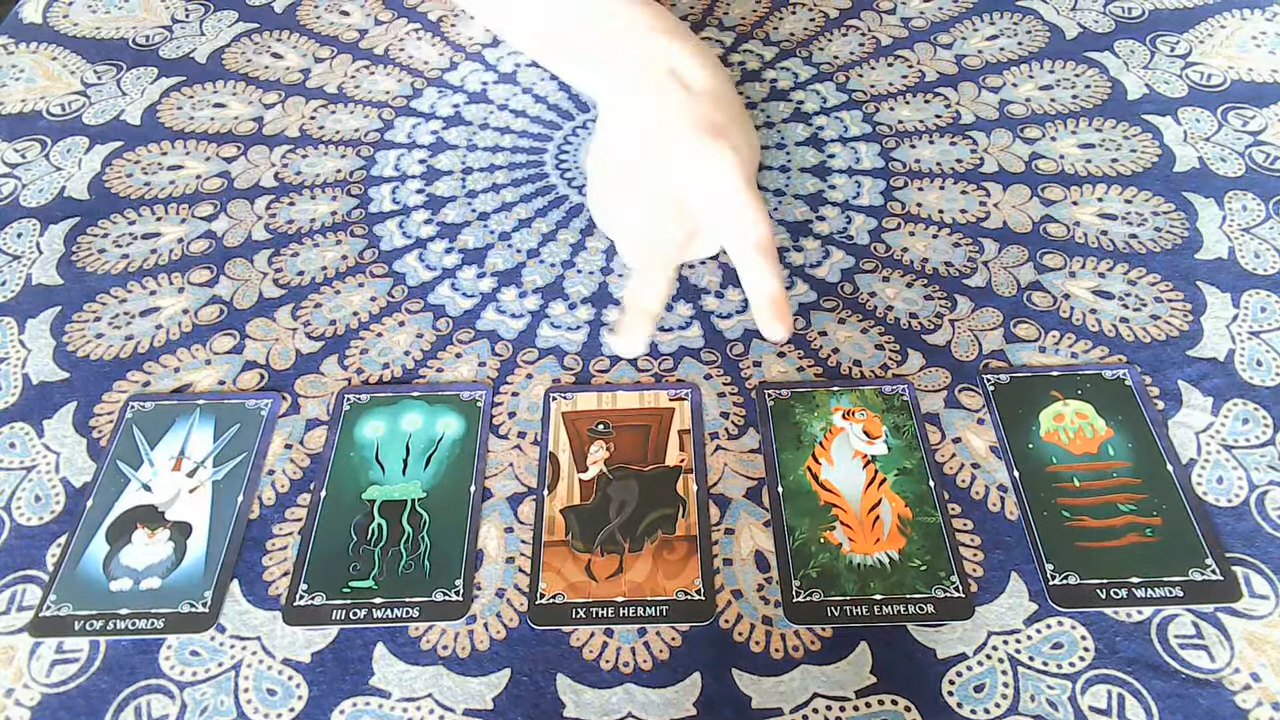 V OF SWORDS
III OF WANDS
IX THE HERMIT
IV THE EMPEROR
V OF WANDS